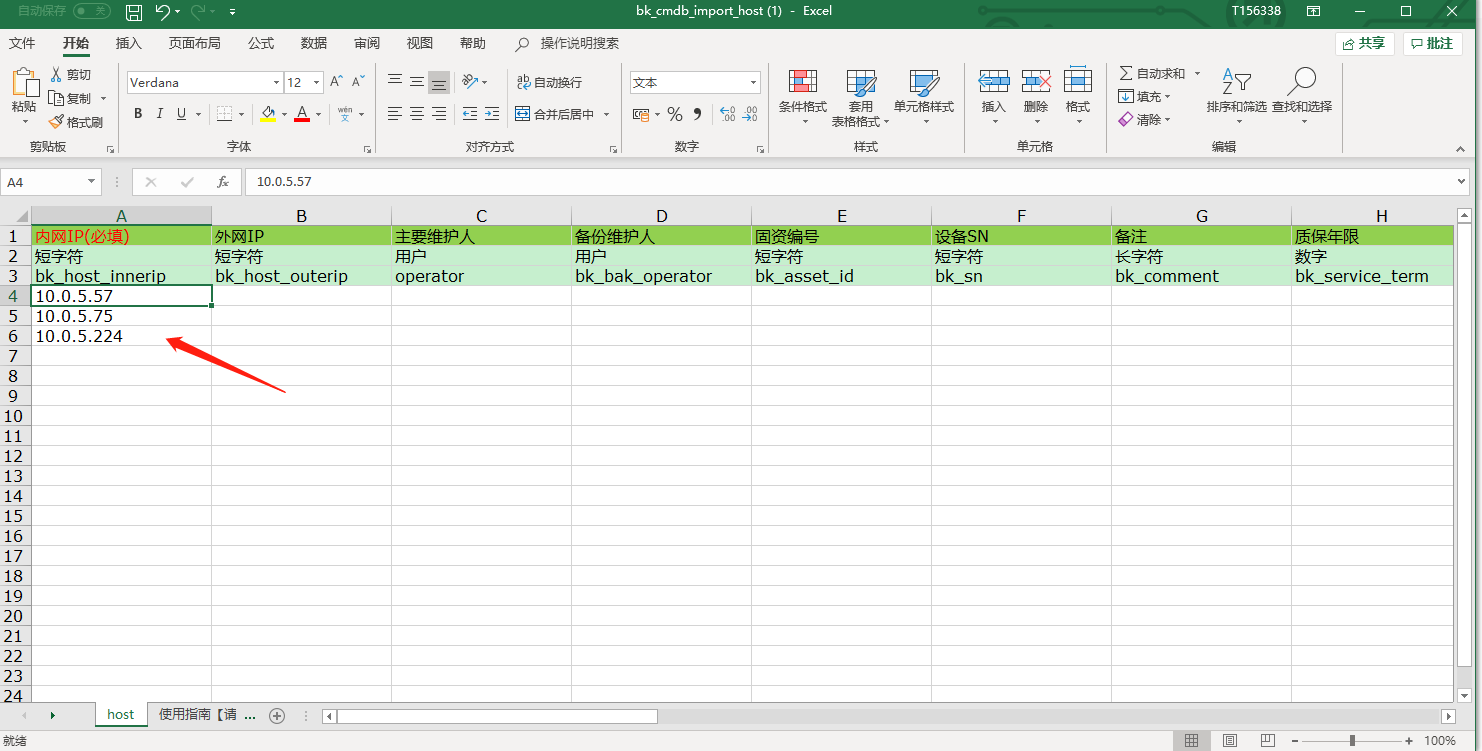 自动保存 关 bk_cmdb_import_host (1) - Excel T156338
文件 开始 插入 页面布局 公式 数据 审阅 视图 帮助 操作说明搜索 共享 批注
粘贴 剪切 复制 格式刷 剪贴板
Verdana 12 A A
B I U A wén 文 字体
ab 自动换行
合并后居中 对齐方式
文本
% 数字
条件格式 套用 表格格式 单元格样式 样式
插入 删除 格式 单元格
自动求和 填充 清除 排序和筛选 查找和选择 编辑
A4 fx 10.0.5.57
A B C D E F G H
1 内网IP(必填) 外网IP 主要维护人 备份维护人 固资编号 设备SN 备注 质保年限
2 短字符 短字符 用户 用户 短字符 短字符 长字符 数字
3 bk_host_innerip bk_host_outerip operator bk_bak_operator bk_asset_id bk_sn bk_comment bk_service_term
4 10.0.5.57
5 10.0.5.75
6 10.0.5.224
7
8
9
10
11
12
13
14
15
16
17
18
19
20
21
22
23
24
host 使用指南【请 ...
就绪 100%